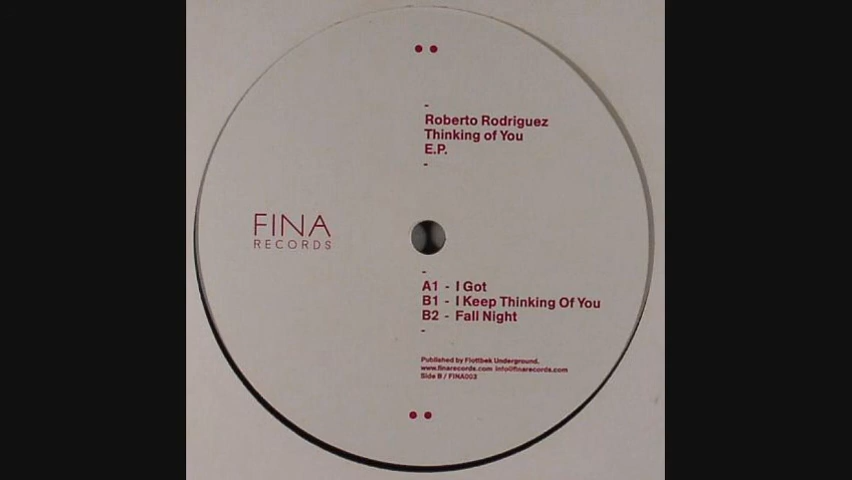 -
Roberto Rodriguez
Thinking of You
E.P.
-
FINA
RECORDS
-
A1 - I Got
B1 - I Keep Thinking Of You
B2 - Fall Night
-
Published by Flottbek Underground.
www.finarecords.com info@finarecords.com
Side B / FINA003